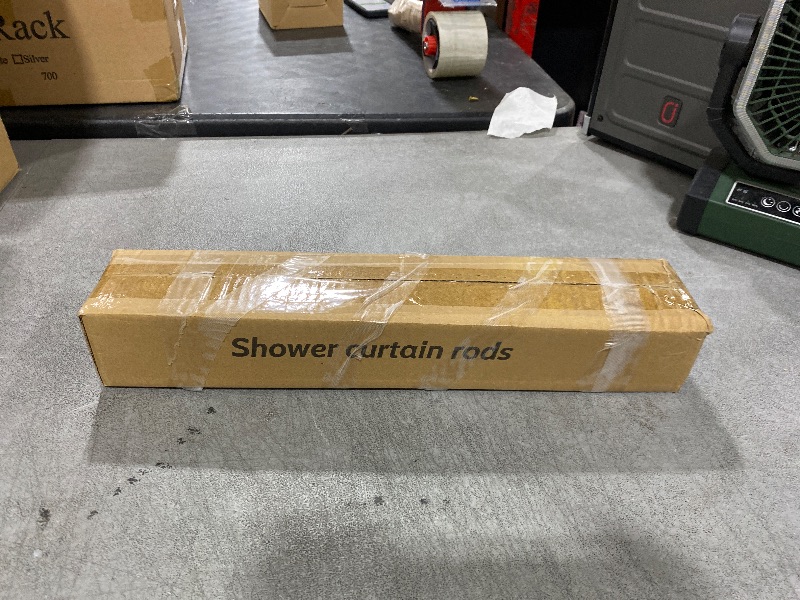 Rack
Silver
700
Shower curtain rods